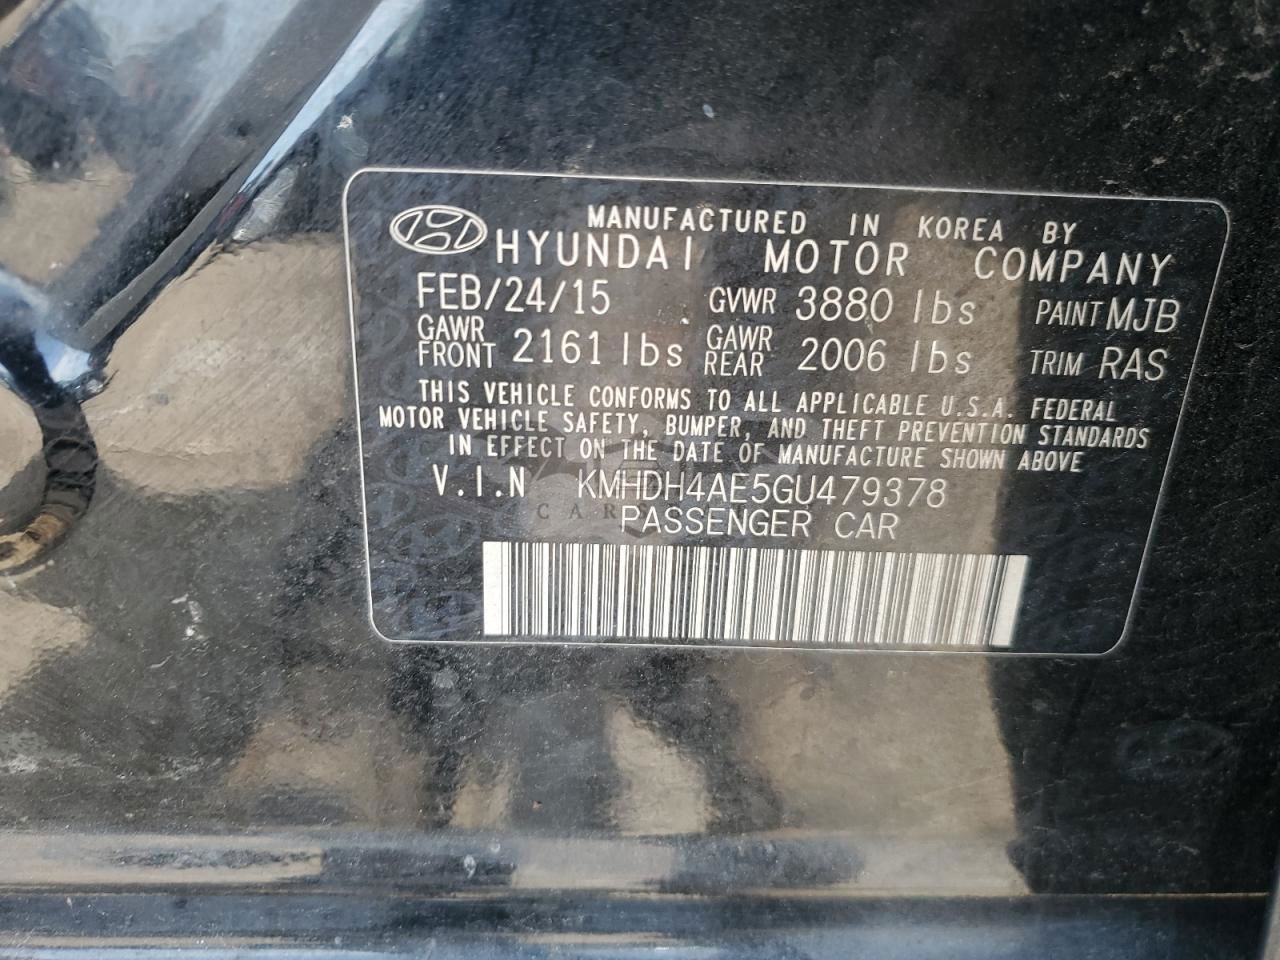 MANUFACTURED IN KOREA BY
HYUNDAI MOTOR COMPANY
FEB/24/15 GVWR 3880 lbs PAINT MJB
GAWR FRONT 2161 lbs GAWR REAR 2006 lbs TRIM RAS
THIS VEHICLE CONFORMS TO ALL APPLICABLE U.S.A. FEDERAL
MOTOR VEHICLE SAFETY, BUMPER, AND THEFT PREVENTION STANDARDS
IN EFFECT ON THE DATE OF MANUFACTURE SHOWN ABOVE
V.I.N KMHDH4AE5GU479378
PASSENGER CAR